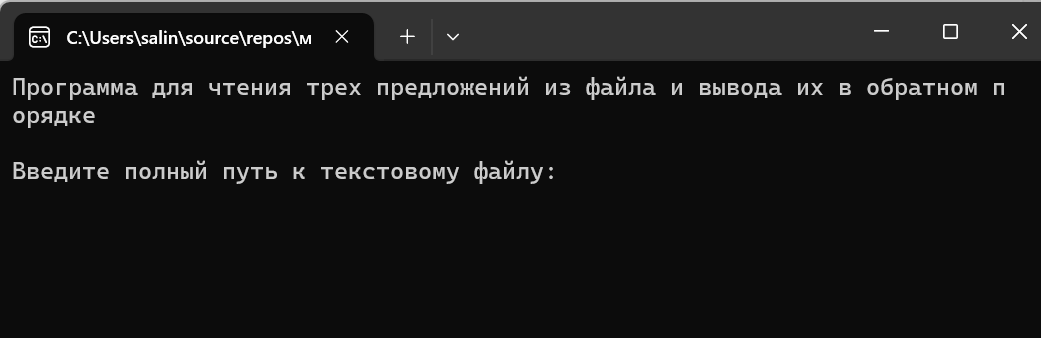 C:\Users\salin\source\repos\м
Программа для чтения трех предложений из файла и вывода их в обратном п
орядке
Введите полный путь к текстовому файлу: